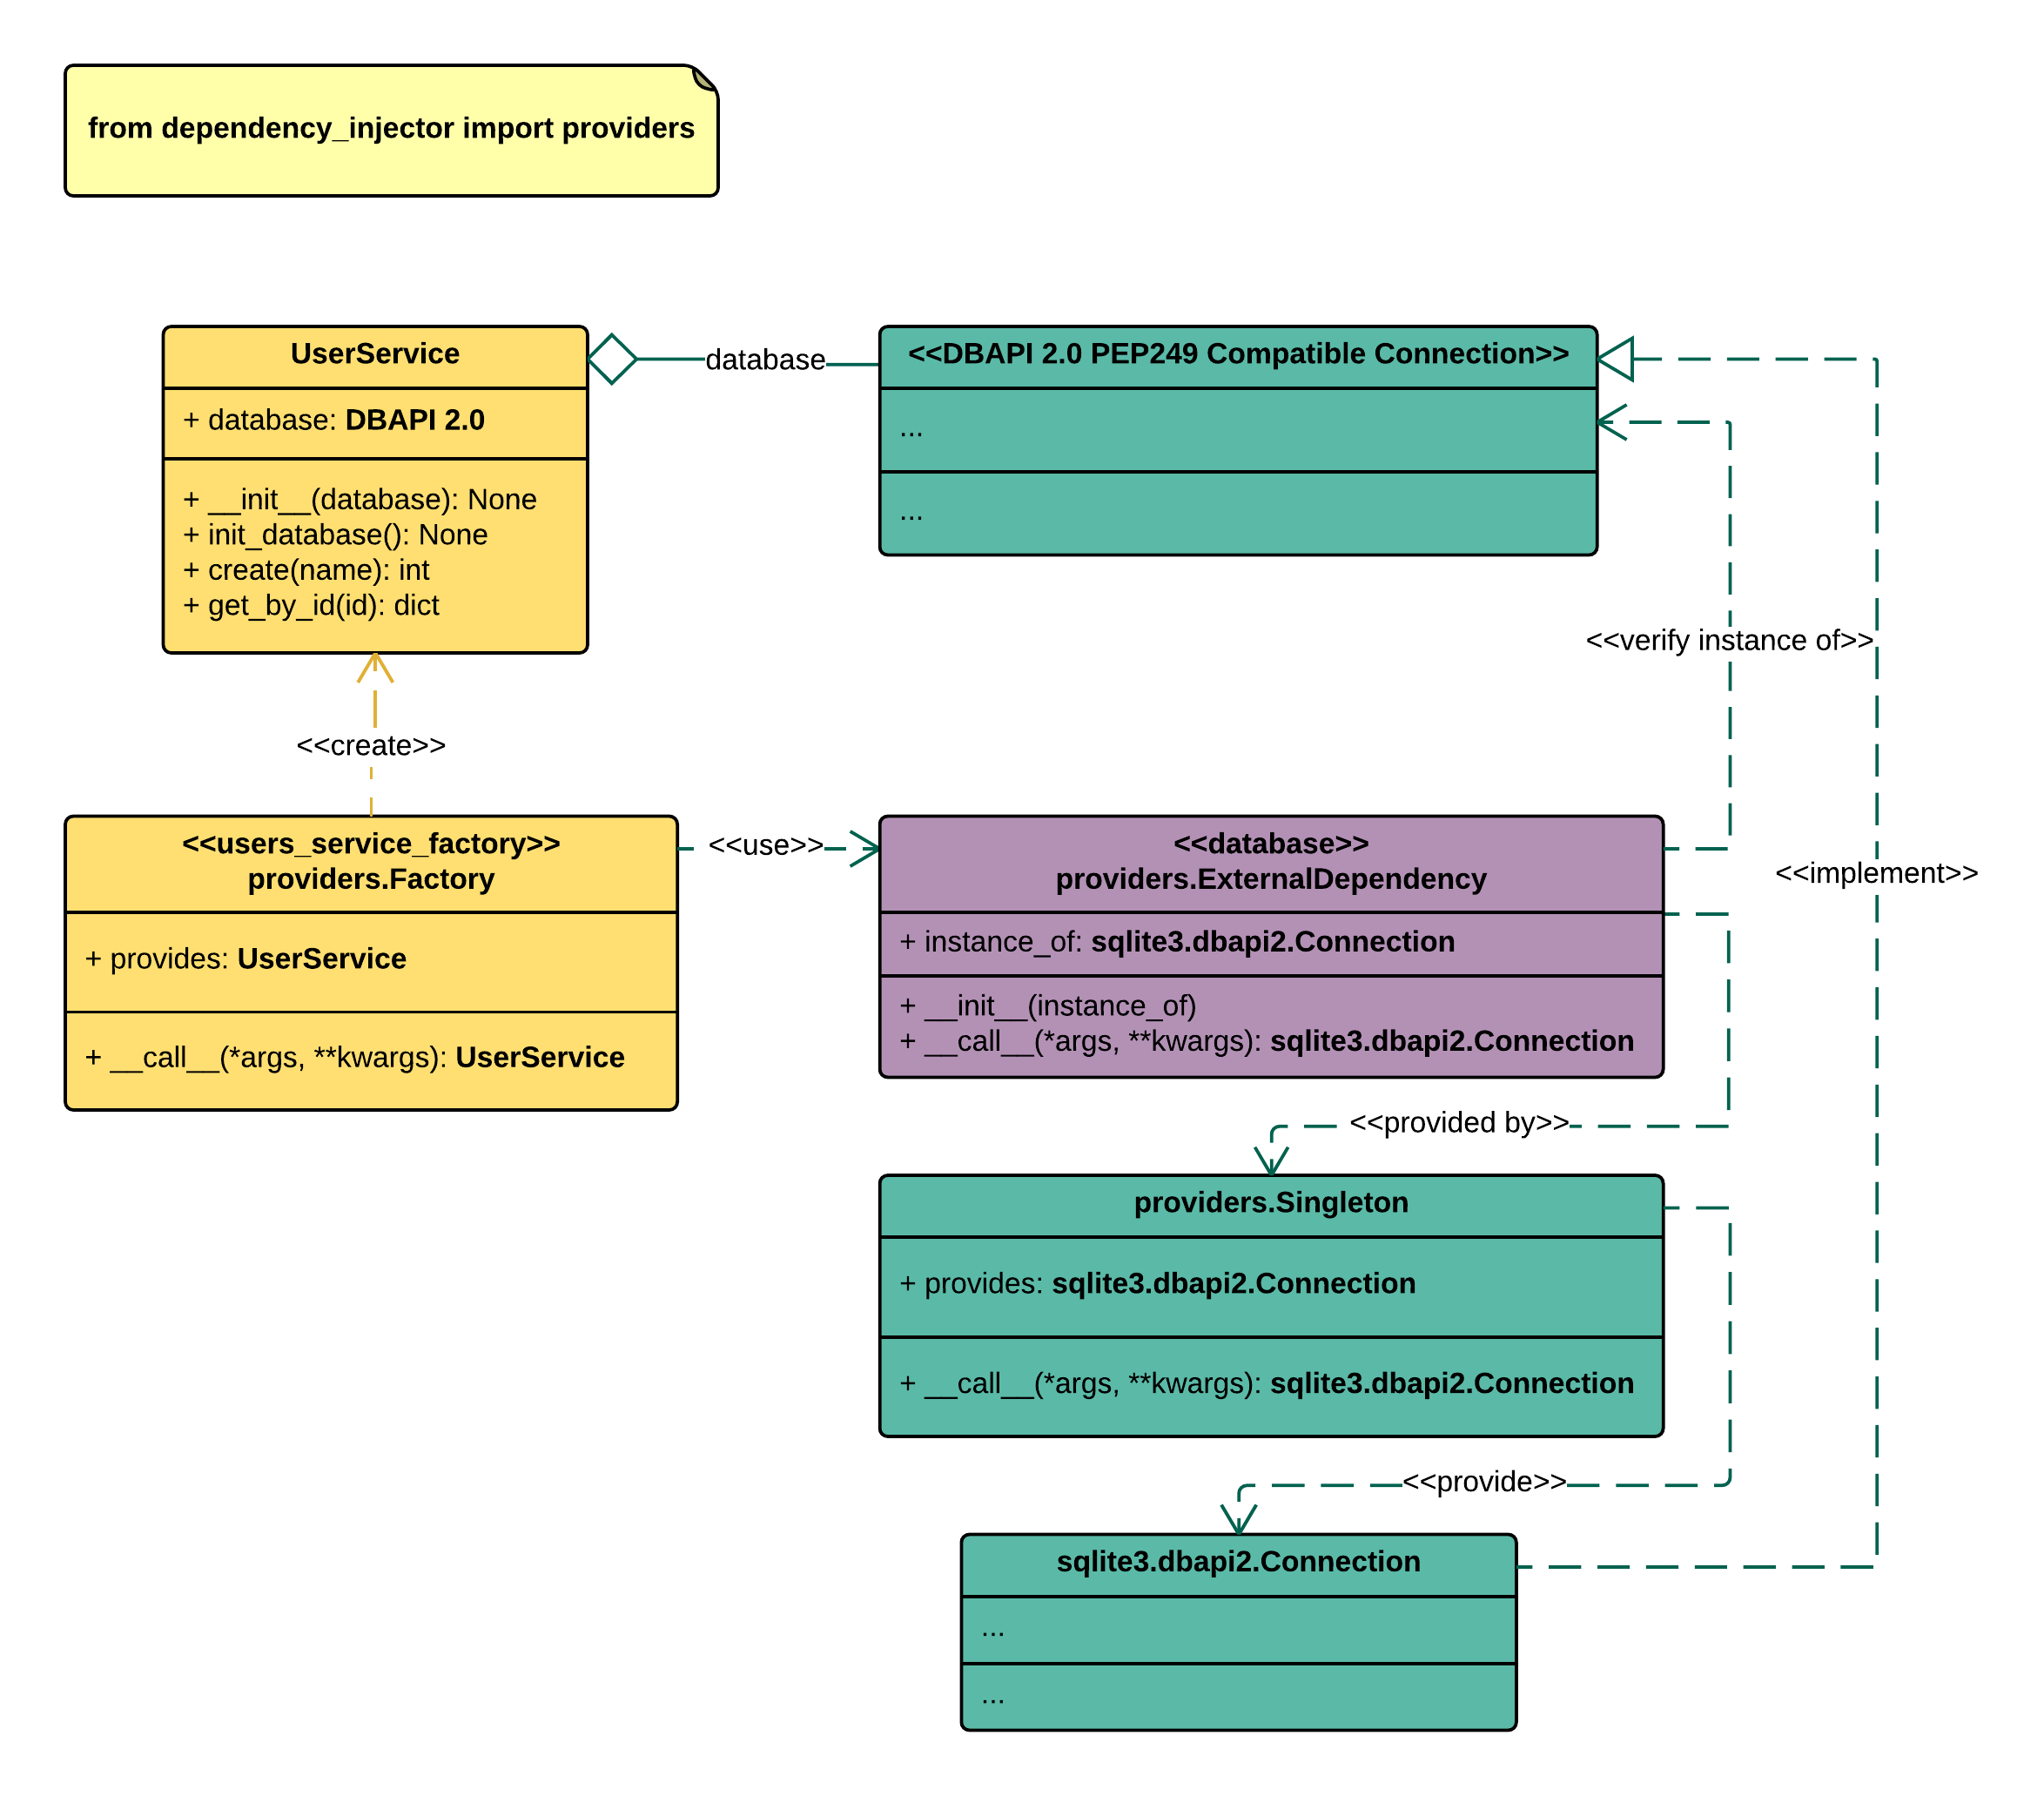 from dependency_injector import providers
UserService
+ database: DBAPI 2.0
+ __init__(database): None
+ init_database(): None
+ create(name): int
+ get_by_id(id): dict
database
<<DBAPI 2.0 PEP249 Compatible Connection>>
...
...
<<verify instance of>>
<<create>>
<<users_service_factory>>
providers.Factory
+ provides: UserService
+ __call__(*args, **kwargs): UserService
<<use>>
<<database>>
providers.ExternalDependency
+ instance_of: sqlite3.dbapi2.Connection
+ __init__(instance_of)
+ __call__(*args, **kwargs): sqlite3.dbapi2.Connection
<<implement>>
<<provided by>>
providers.Singleton
+ provides: sqlite3.dbapi2.Connection
+ __call__(*args, **kwargs): sqlite3.dbapi2.Connection
<<provide>>
sqlite3.dbapi2.Connection
...
...